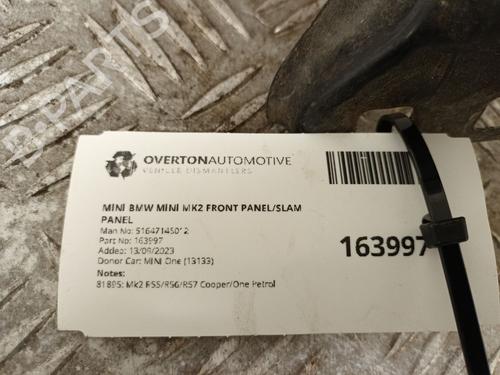 OVERTONAUTOMOTIVE
VEHICLE DISMANTLERS
MINI BMW MINI MK2 FRONT PANEL/SLAM
PANEL
Man No: 51647145012
Part No: 163997
Added: 13/09/2023
Donor Car: MINI One (13133)
Notes:
81895: Mk2 R55/R56/R57 Cooper/One Petrol
163997
B-PARTS